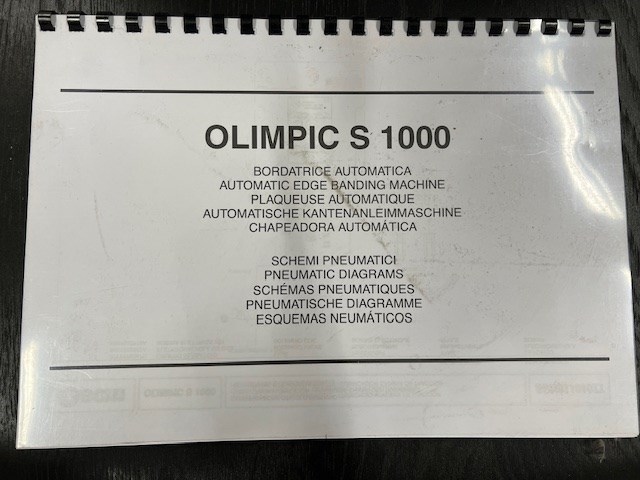 OLIMPIC S 1000
BORDATRICE AUTOMATICA
AUTOMATIC EDGE BANDING MACHINE
PLAQUEUSE AUTOMATIQUE
AUTOMATISCHE KANTENANLEIMMASCHINE
CHAPEADORA AUTOMÁTICA
SCHEMI PNEUMATICI
PNEUMATIC DIAGRAMS
SCHÉMAS PNEUMATIQUES
PNEUMATISCHE DIAGRAMME
ESQUEMAS NEUMÁTICOS